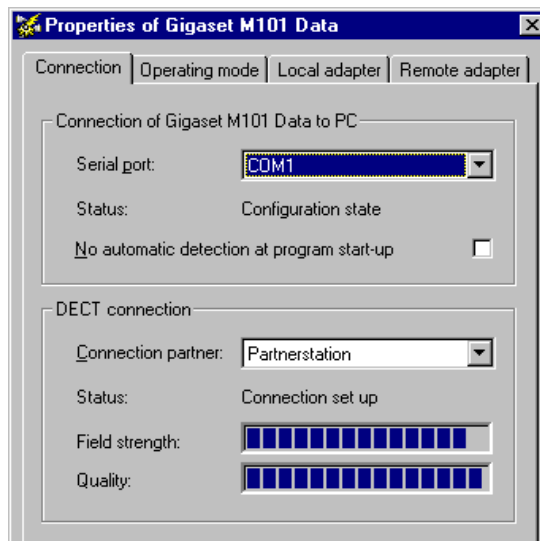 Properties of Gigaset M101 Data
Connection Operating mode Local adapter Remote adapter
Connection of Gigaset M101 Data to PC
Serial port: COM1
Status: Configuration state
No automatic detection at program start-up
DECT connection
Connection partner: Partnerstation
Status: Connection set up
Field strength:
Quality: